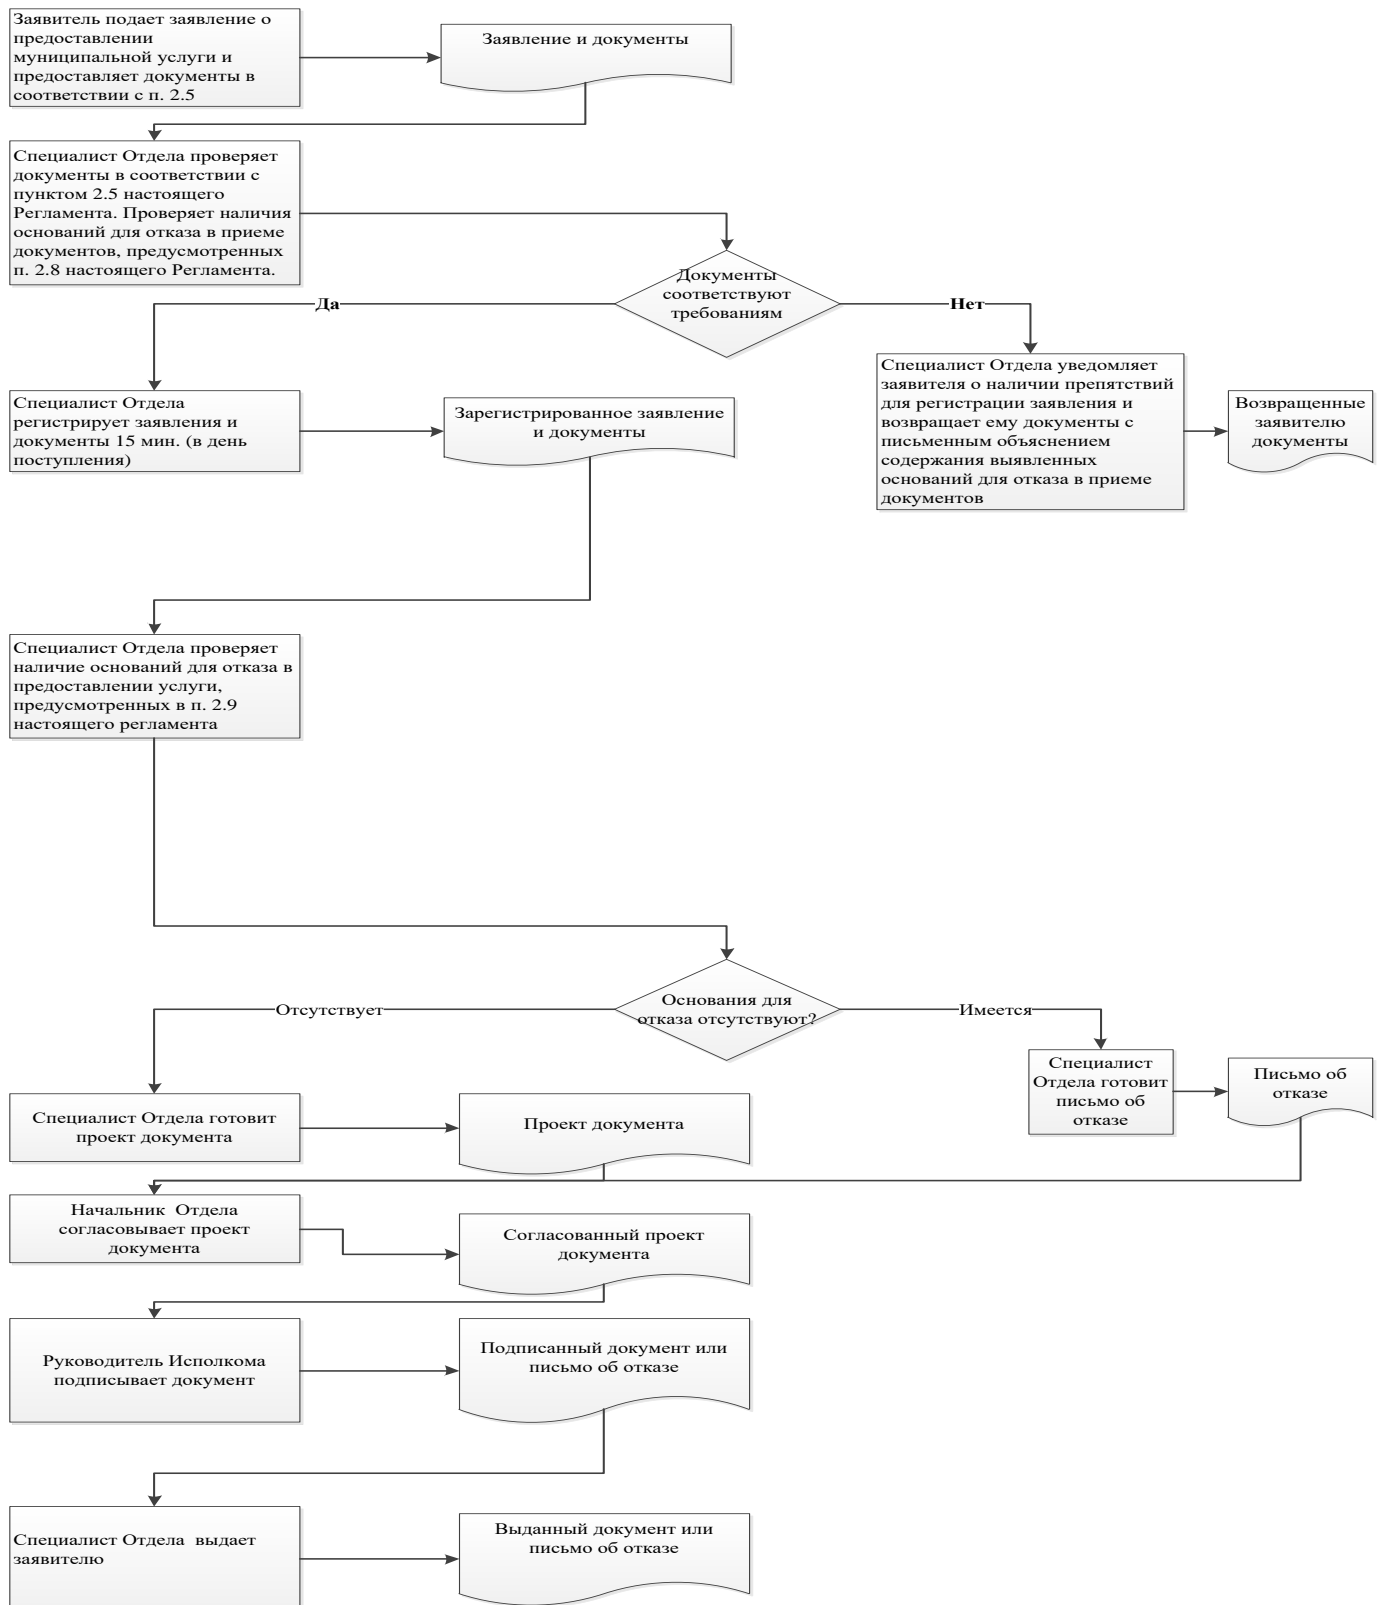 Заявитель подает заявление о
предоставлении
муниципальной услуги и
предоставляет документы в
соответствии с п. 2.5
Заявление и документы
Специалист Отдела проверяет
документы в соответствии с
пунктом 2.5 настоящего
Регламента. Проверяет наличия
оснований для отказа в приеме
документов, предусмотренных
п. 2.8 настоящего Регламента.
Документы
соответствуют
требованиям
Да
Нет
Специалист Отдела
регистрирует заявления и
документы 15 мин. (в день
поступления)
Зарегистрированное заявление
и документы
Специалист Отдела уведомляет
заявителя о наличии препятствий
для регистрации заявления и
возвращает ему документы с
письменным объяснением
содержания выявленных
оснований для отказа в приеме
документов
Возвращенные
заявителю
документы
Специалист Отдела проверяет
наличие оснований для отказа в
предоставлении услуги,
предусмотренных в п. 2.9
настоящего регламента
Основания для
отказа отсутствуют?
Отсутствует
Имеется
Специалист
Отдела готовит
письмо об
отказе
Письмо об
отказе
Специалист Отдела готовит
проект документа
Проект документа
Начальник  Отдела
согласовывает проект
документа
Согласованный проект
документа
Руководитель Исполкома
подписывает документ
Подписанный документ или
письмо об отказе
Специалист Отдела  выдает
заявителю
Выданный документ или
письмо об отказе